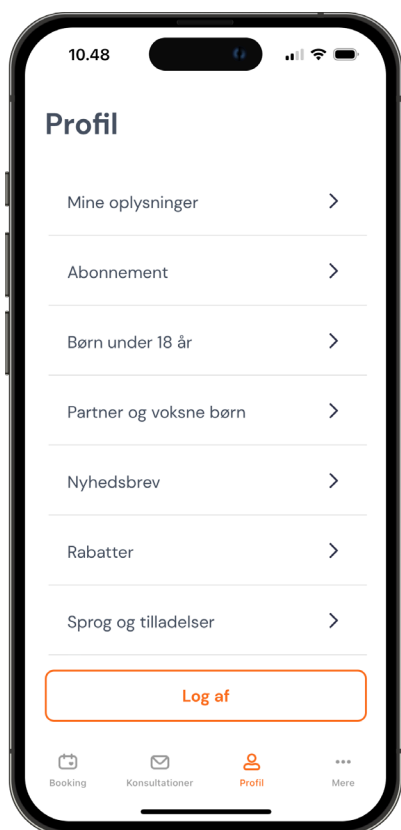 10.48
Profil
Mine oplysninger
Abonnement
Børn under 18 år
Partner og voksne børn
Nyhedsbrev
Rabatter
Sprog og tilladelser
Log af
Booking Konsultationer Profil Mere